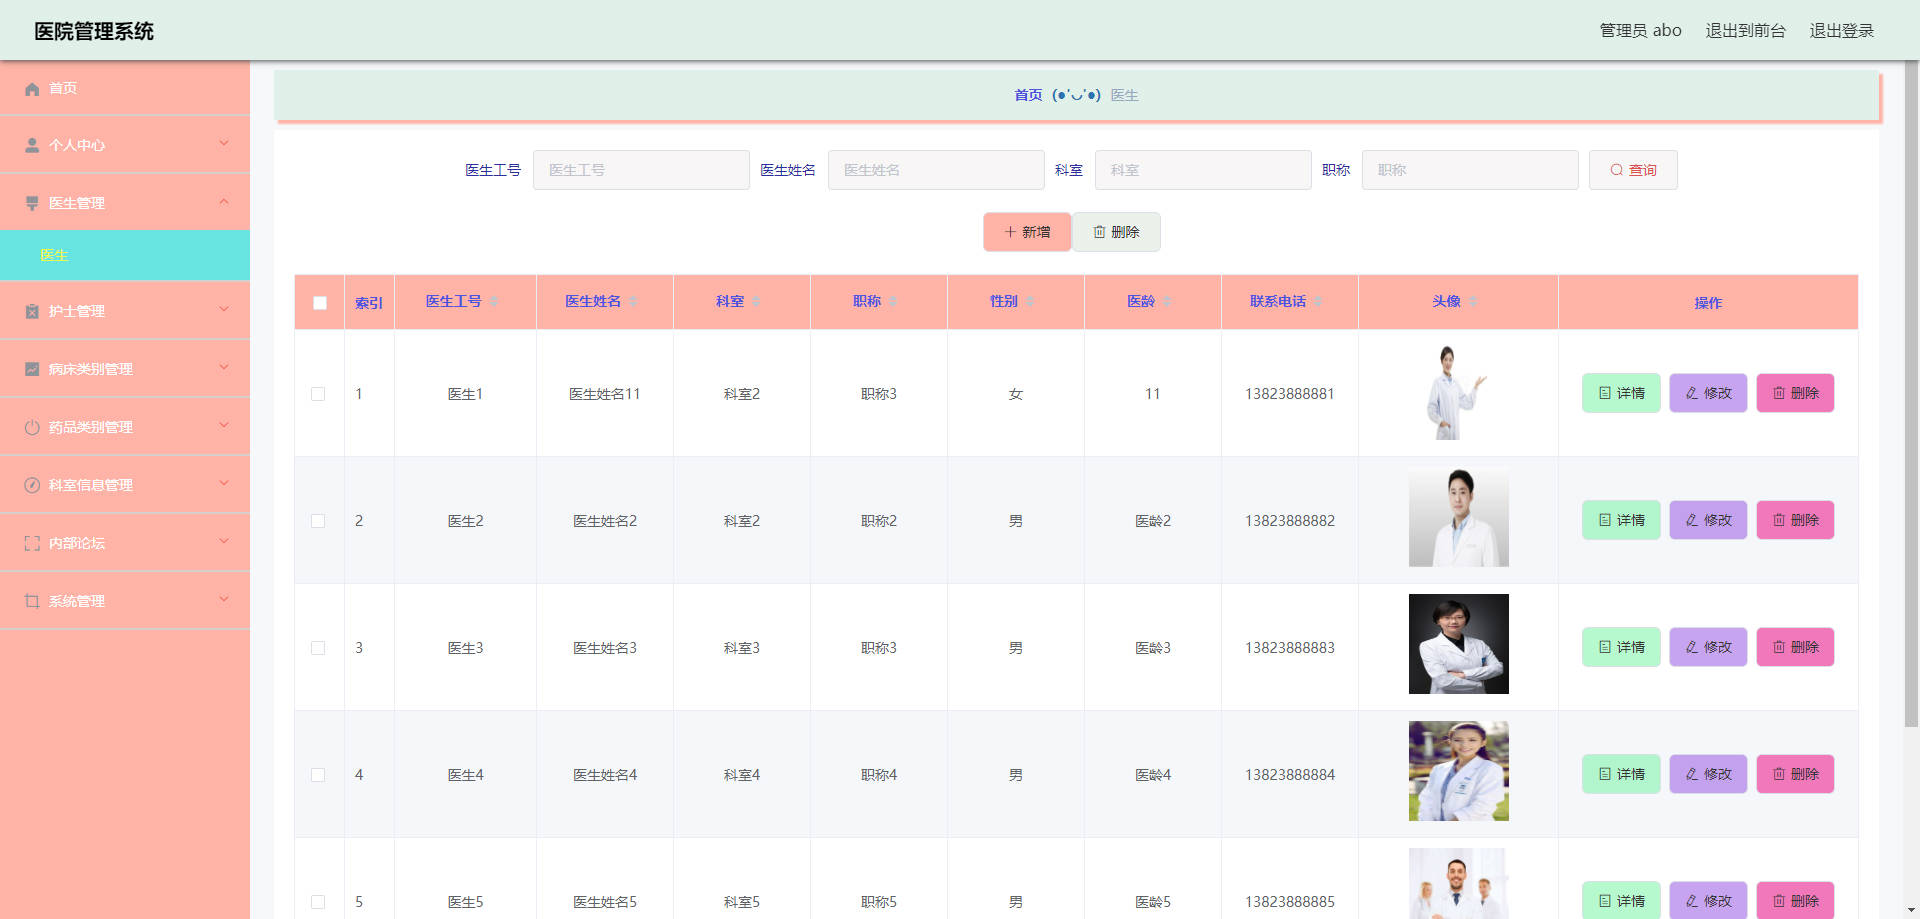 医院管理系统
管理员 abo 退出到前台 退出登录
首页
个人中心
医生管理
医生
护士管理
病床类别管理
药品类别管理
科室信息管理
内部论坛
系统管理
首页 (●'◡'●) 医生
医生工号 医生工号 医生姓名 医生姓名 科室 科室 职称 职称 查询
新增 删除
索引 医生工号 医生姓名 科室 职称 性别 医龄 联系电话 头像 操作
1 医生1 医生姓名11 科室2 职称3 女 11 13823888881 详情 修改 删除
2 医生2 医生姓名2 科室2 职称2 男 医龄2 13823888882 详情 修改 删除
3 医生3 医生姓名3 科室3 职称3 男 医龄3 13823888883 详情 修改 删除
4 医生4 医生姓名4 科室4 职称4 男 医龄4 13823888884 详情 修改 删除
5 医生5 医生姓名5 科室5 职称5 男 医龄5 13823888885 详情 修改 删除